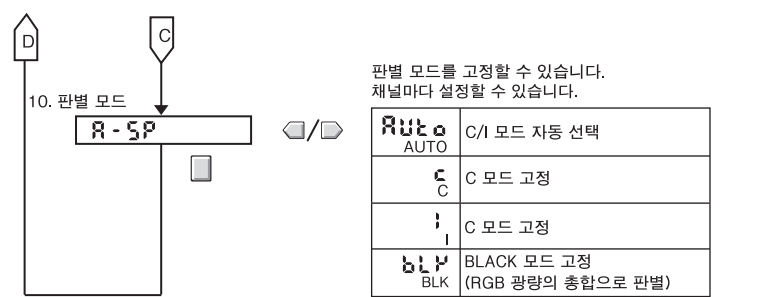 D
C
10. 판별 모드
A-SP
/
판별 모드를 고정할 수 있습니다.
채널마다 설정할 수 있습니다.
Auto
AUTO
C/I 모드 자동 선택
C
C
C 모드 고정
I
I
C 모드 고정
bLK
BLK
BLACK 모드 고정
(RGB 광량의 총합으로 판별)